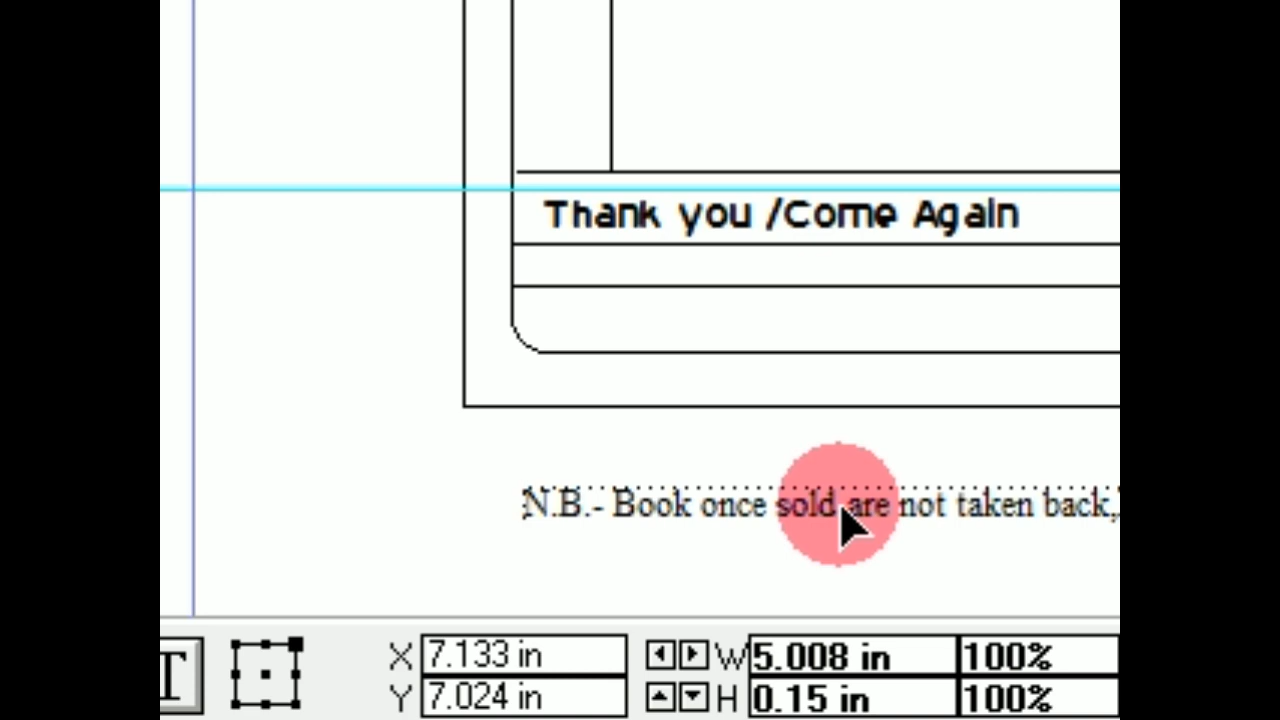 Thank you /Come Again
N.B.- Book once sold are not taken back,
T X 7.133 in W 5.008 in 100%
Y 7.024 in H 0.15 in 100%